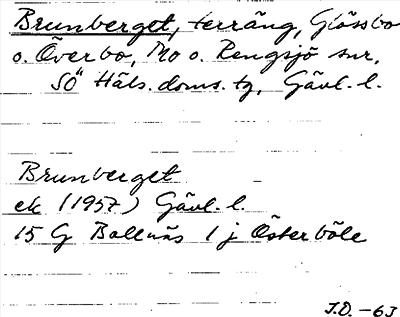 Brunberget, terräng, Glössbo
o. Överbo, Mo o. Rengsjö snr,
SÖ Häls. doms. tg, Gävl. l.
Brunberget
ek (1957) Gävl. l.
15 G Bollnäs 1 j Österböle
J.D. -63